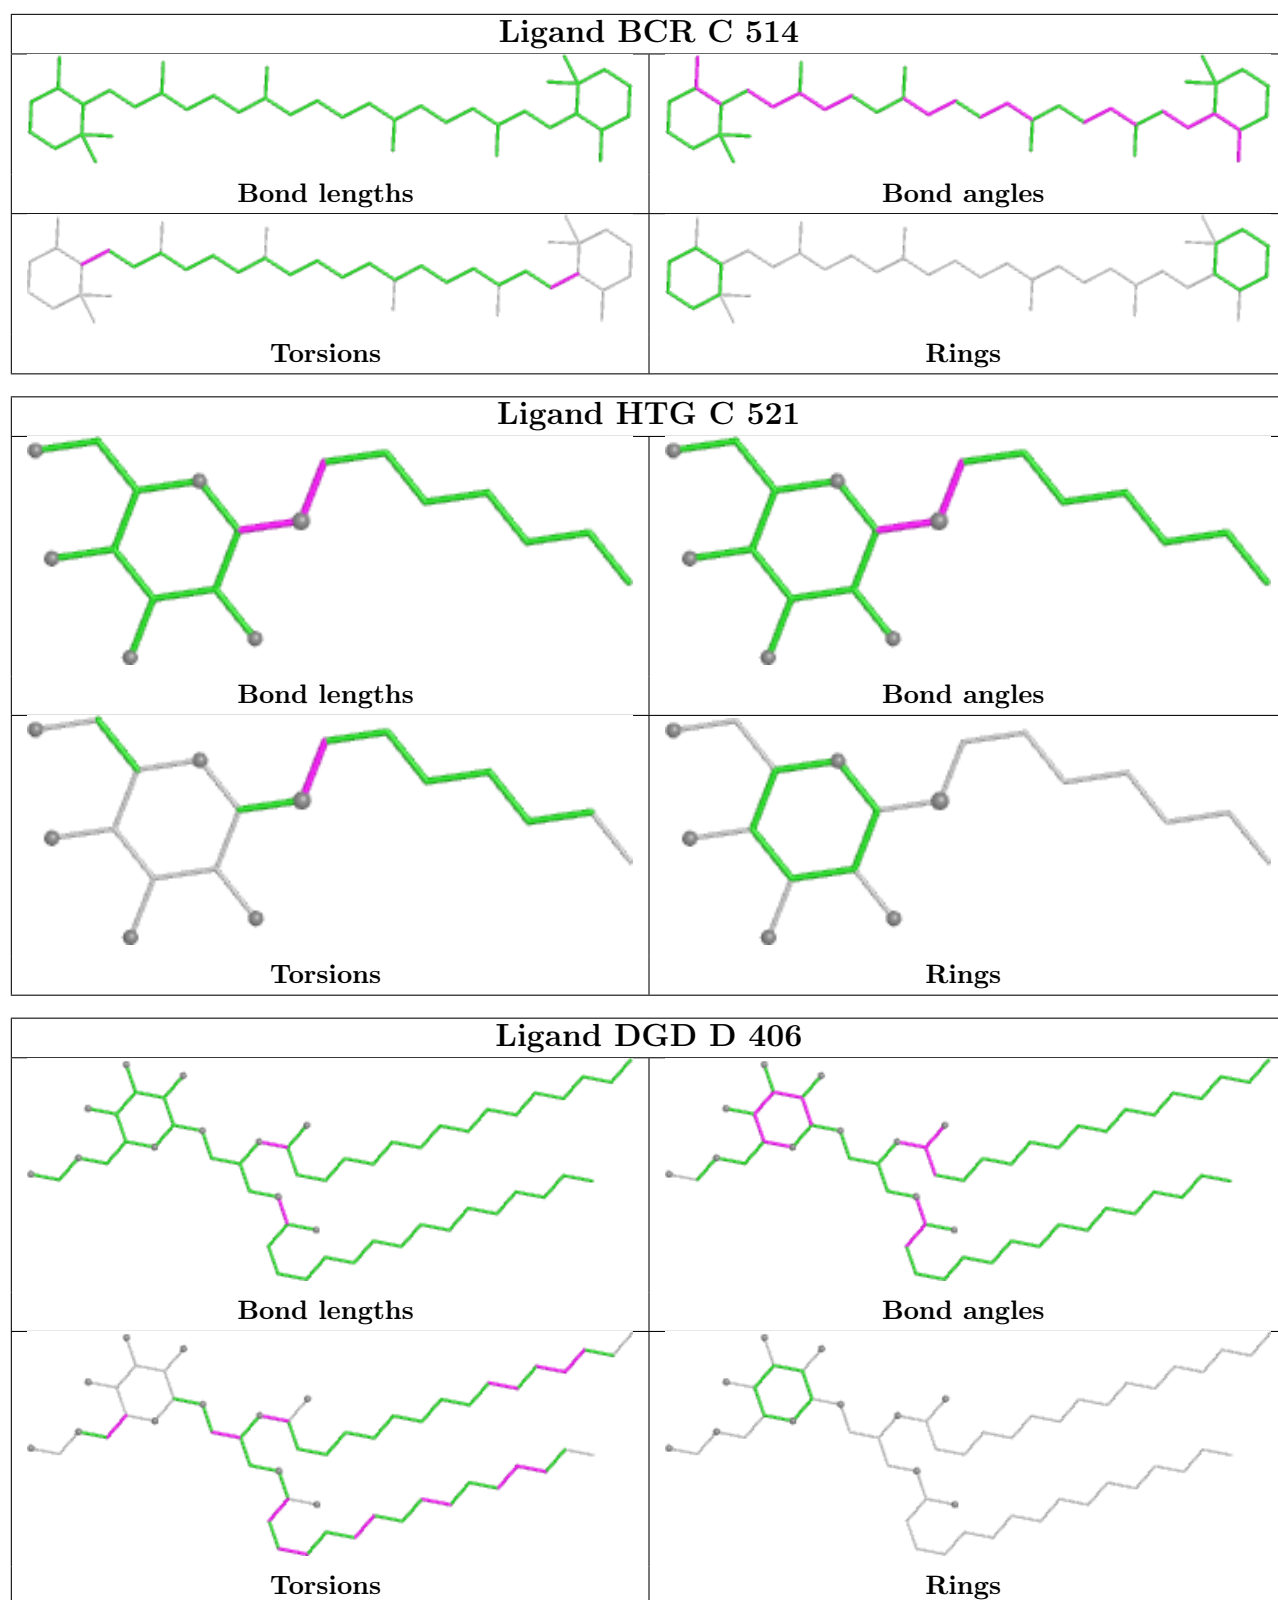 Ligand BCR C 514
Bond lengths
Bond angles
Torsions
Rings
Ligand HTG C 521
Bond lengths
Bond angles
Torsions
Rings
Ligand DGD D 406
Bond lengths
Bond angles
Torsions
Rings